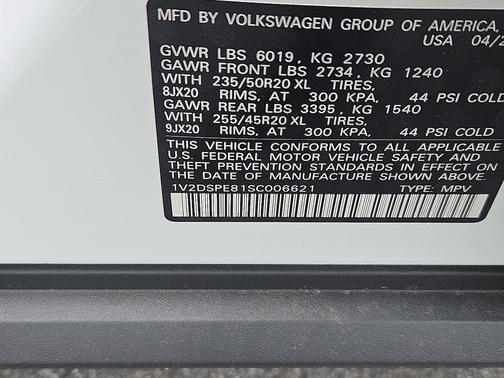 MFD BY VOLKSWAGEN GROUP OF AMERICA,
USA 04/2
GVWR LBS 6019, KG 2730
GAWR FRONT LBS 2734, KG 1240
WITH 235/50R20 XL TIRES,
8JX20 RIMS, AT 300 KPA, 44 PSI COLD
GAWR REAR LBS 3395, KG 1540
WITH 255/45R20 XL TIRES,
9JX20 RIMS, AT 300 KPA, 44 PSI COLD
THIS VEHICLE CONFORMS TO ALL APPLICABLE
U.S. FEDERAL MOTOR VEHICLE SAFETY AND
THEFT PREVENTION STANDARDS IN EFFECT ON
THE DATE OF MANUFACTURE SHOWN ABOVE.
1V2DSPE81SC006621 TYPE: MPV